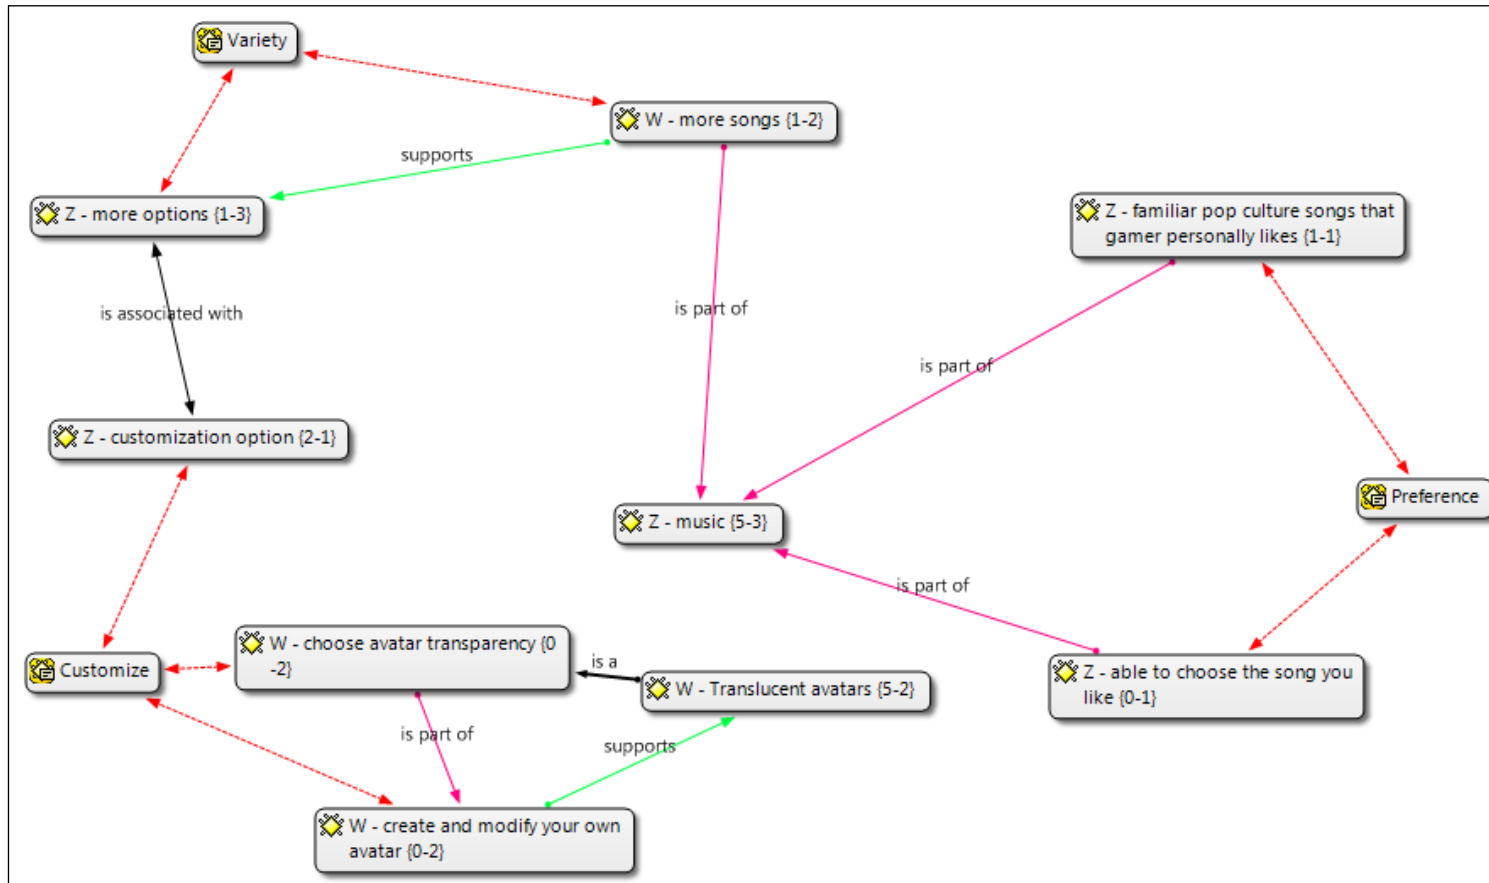 Variety
W - more songs {1-2}
supports
Z - more options {1-3}
Z - familiar pop culture songs that
gamer personally likes {1-1}
is associated with
is part of
is part of
Z - customization option {2-1}
Preference
Z - music {5-3}
is part of
W - choose avatar transparency {0
-2}
is a
Customize
W - Translucent avatars {5-2}
Z - able to choose the song you
like {0-1}
is part of
supports
W - create and modify your own
avatar {0-2}